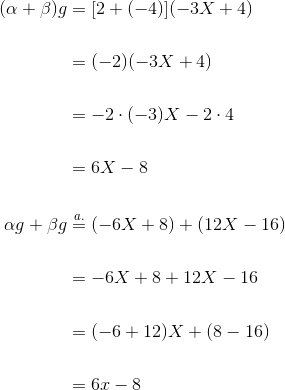 (α + β)g = [2 + (−4)](−3X + 4)
= (−2)(−3X + 4)
= −2 · (−3)X − 2 · 4
= 6X − 8
αg + βg a.= (−6X + 8) + (12X − 16)
= −6X + 8 + 12X − 16
= (−6 + 12)X + (8 − 16)
= 6x − 8